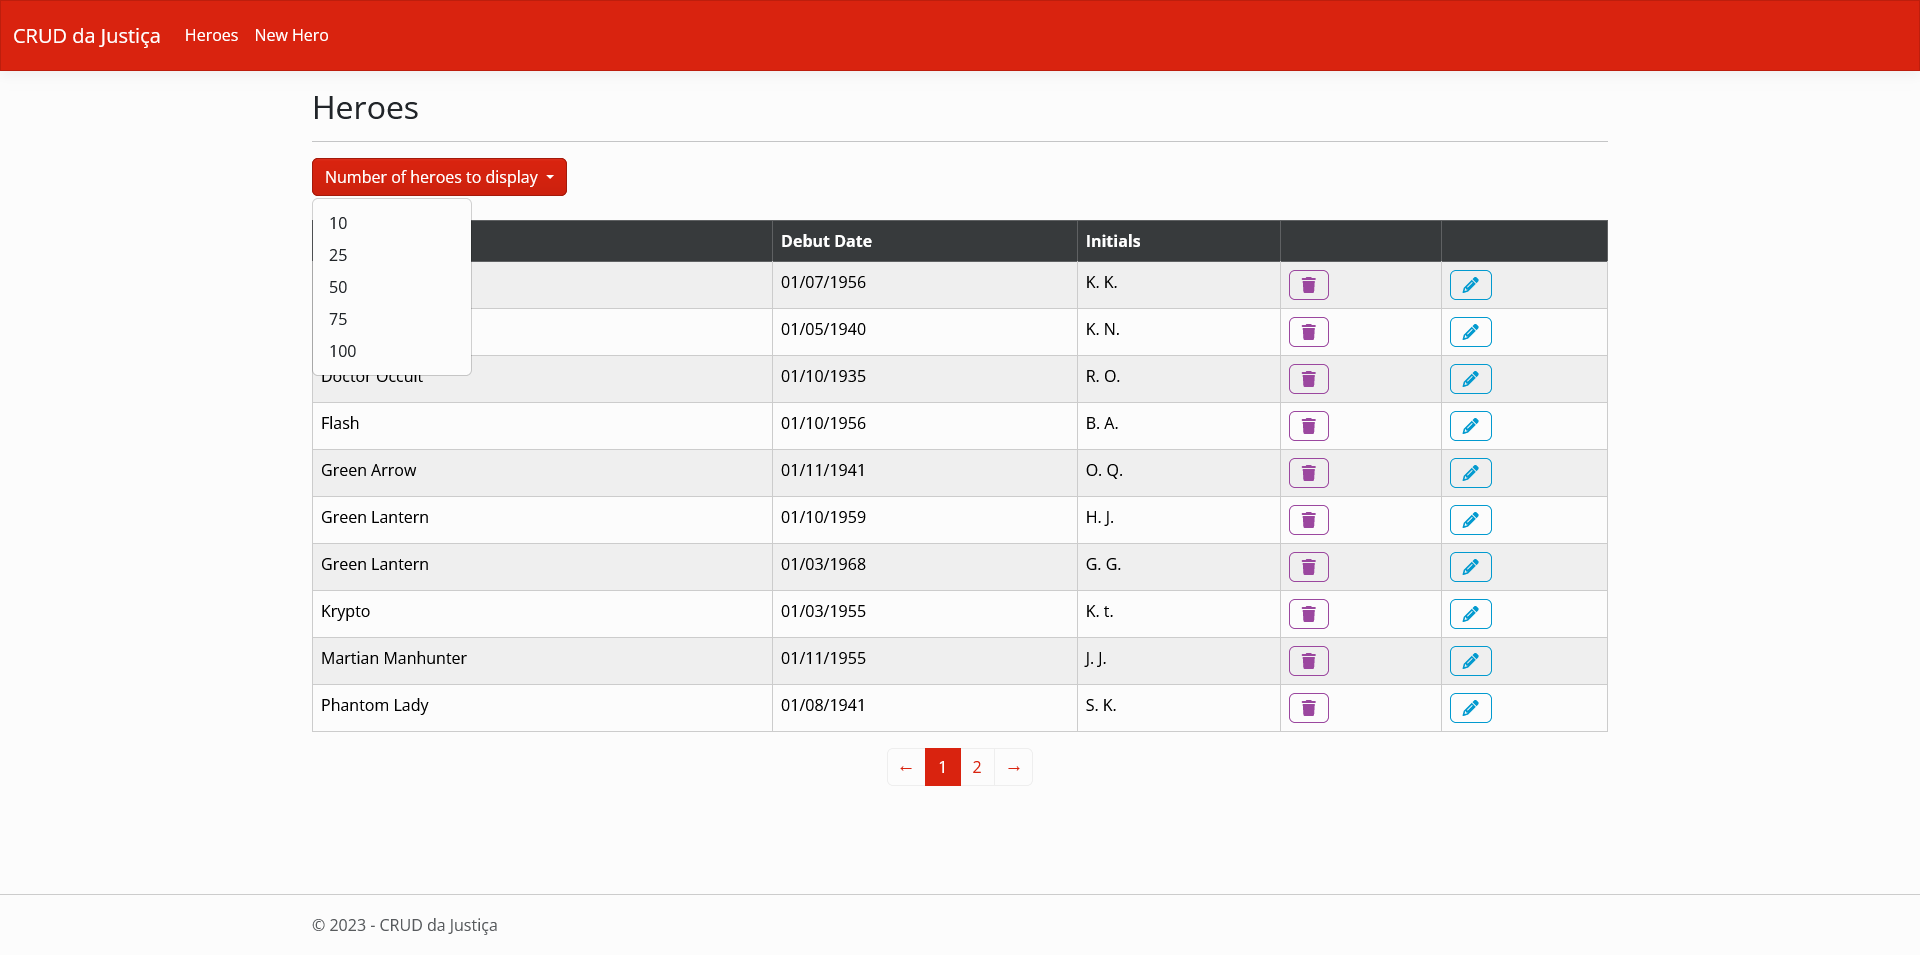 CRUD da Justiça Heroes New Hero
Heroes
Number of heroes to display
10
25
50
75
100
Debut Date Initials
01/07/1956 K. K.
01/05/1940 K. N.
Doctor Occult 01/10/1935 R. O.
Flash 01/10/1956 B. A.
Green Arrow 01/11/1941 O. Q.
Green Lantern 01/10/1959 H. J.
Green Lantern 01/03/1968 G. G.
Krypto 01/03/1955 K. t.
Martian Manhunter 01/11/1955 J. J.
Phantom Lady 01/08/1941 S. K.
← 1 2 →
© 2023 - CRUD da Justiça